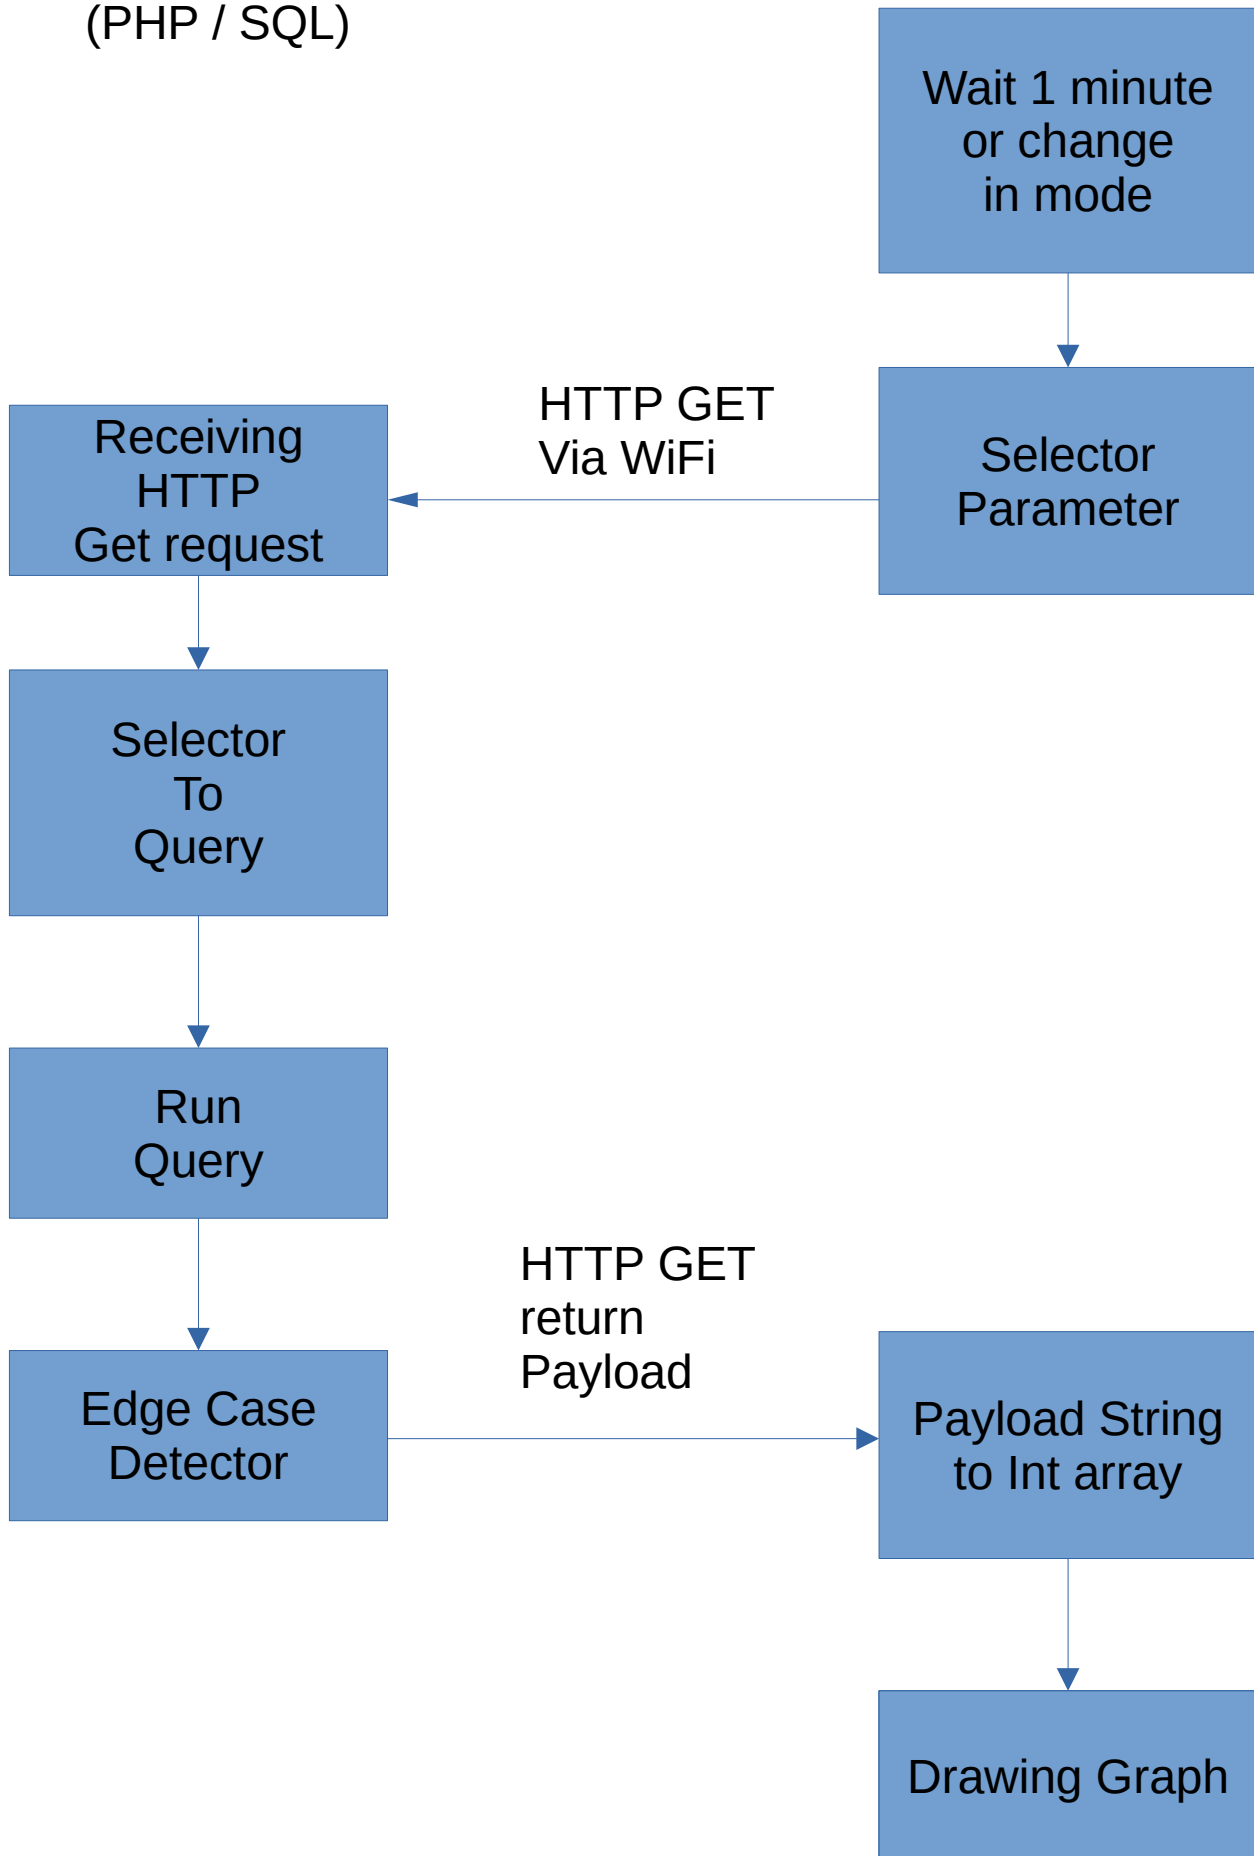 (PHP / SQL)
Wait 1 minute
or change
in mode
HTTP GET
Via WiFi
Selector
Parameter
Receiving
HTTP
Get request
Selector
To
Query
Run
Query
HTTP GET
return
Payload
Edge Case
Detector
Payload String
to Int array
Drawing Graph